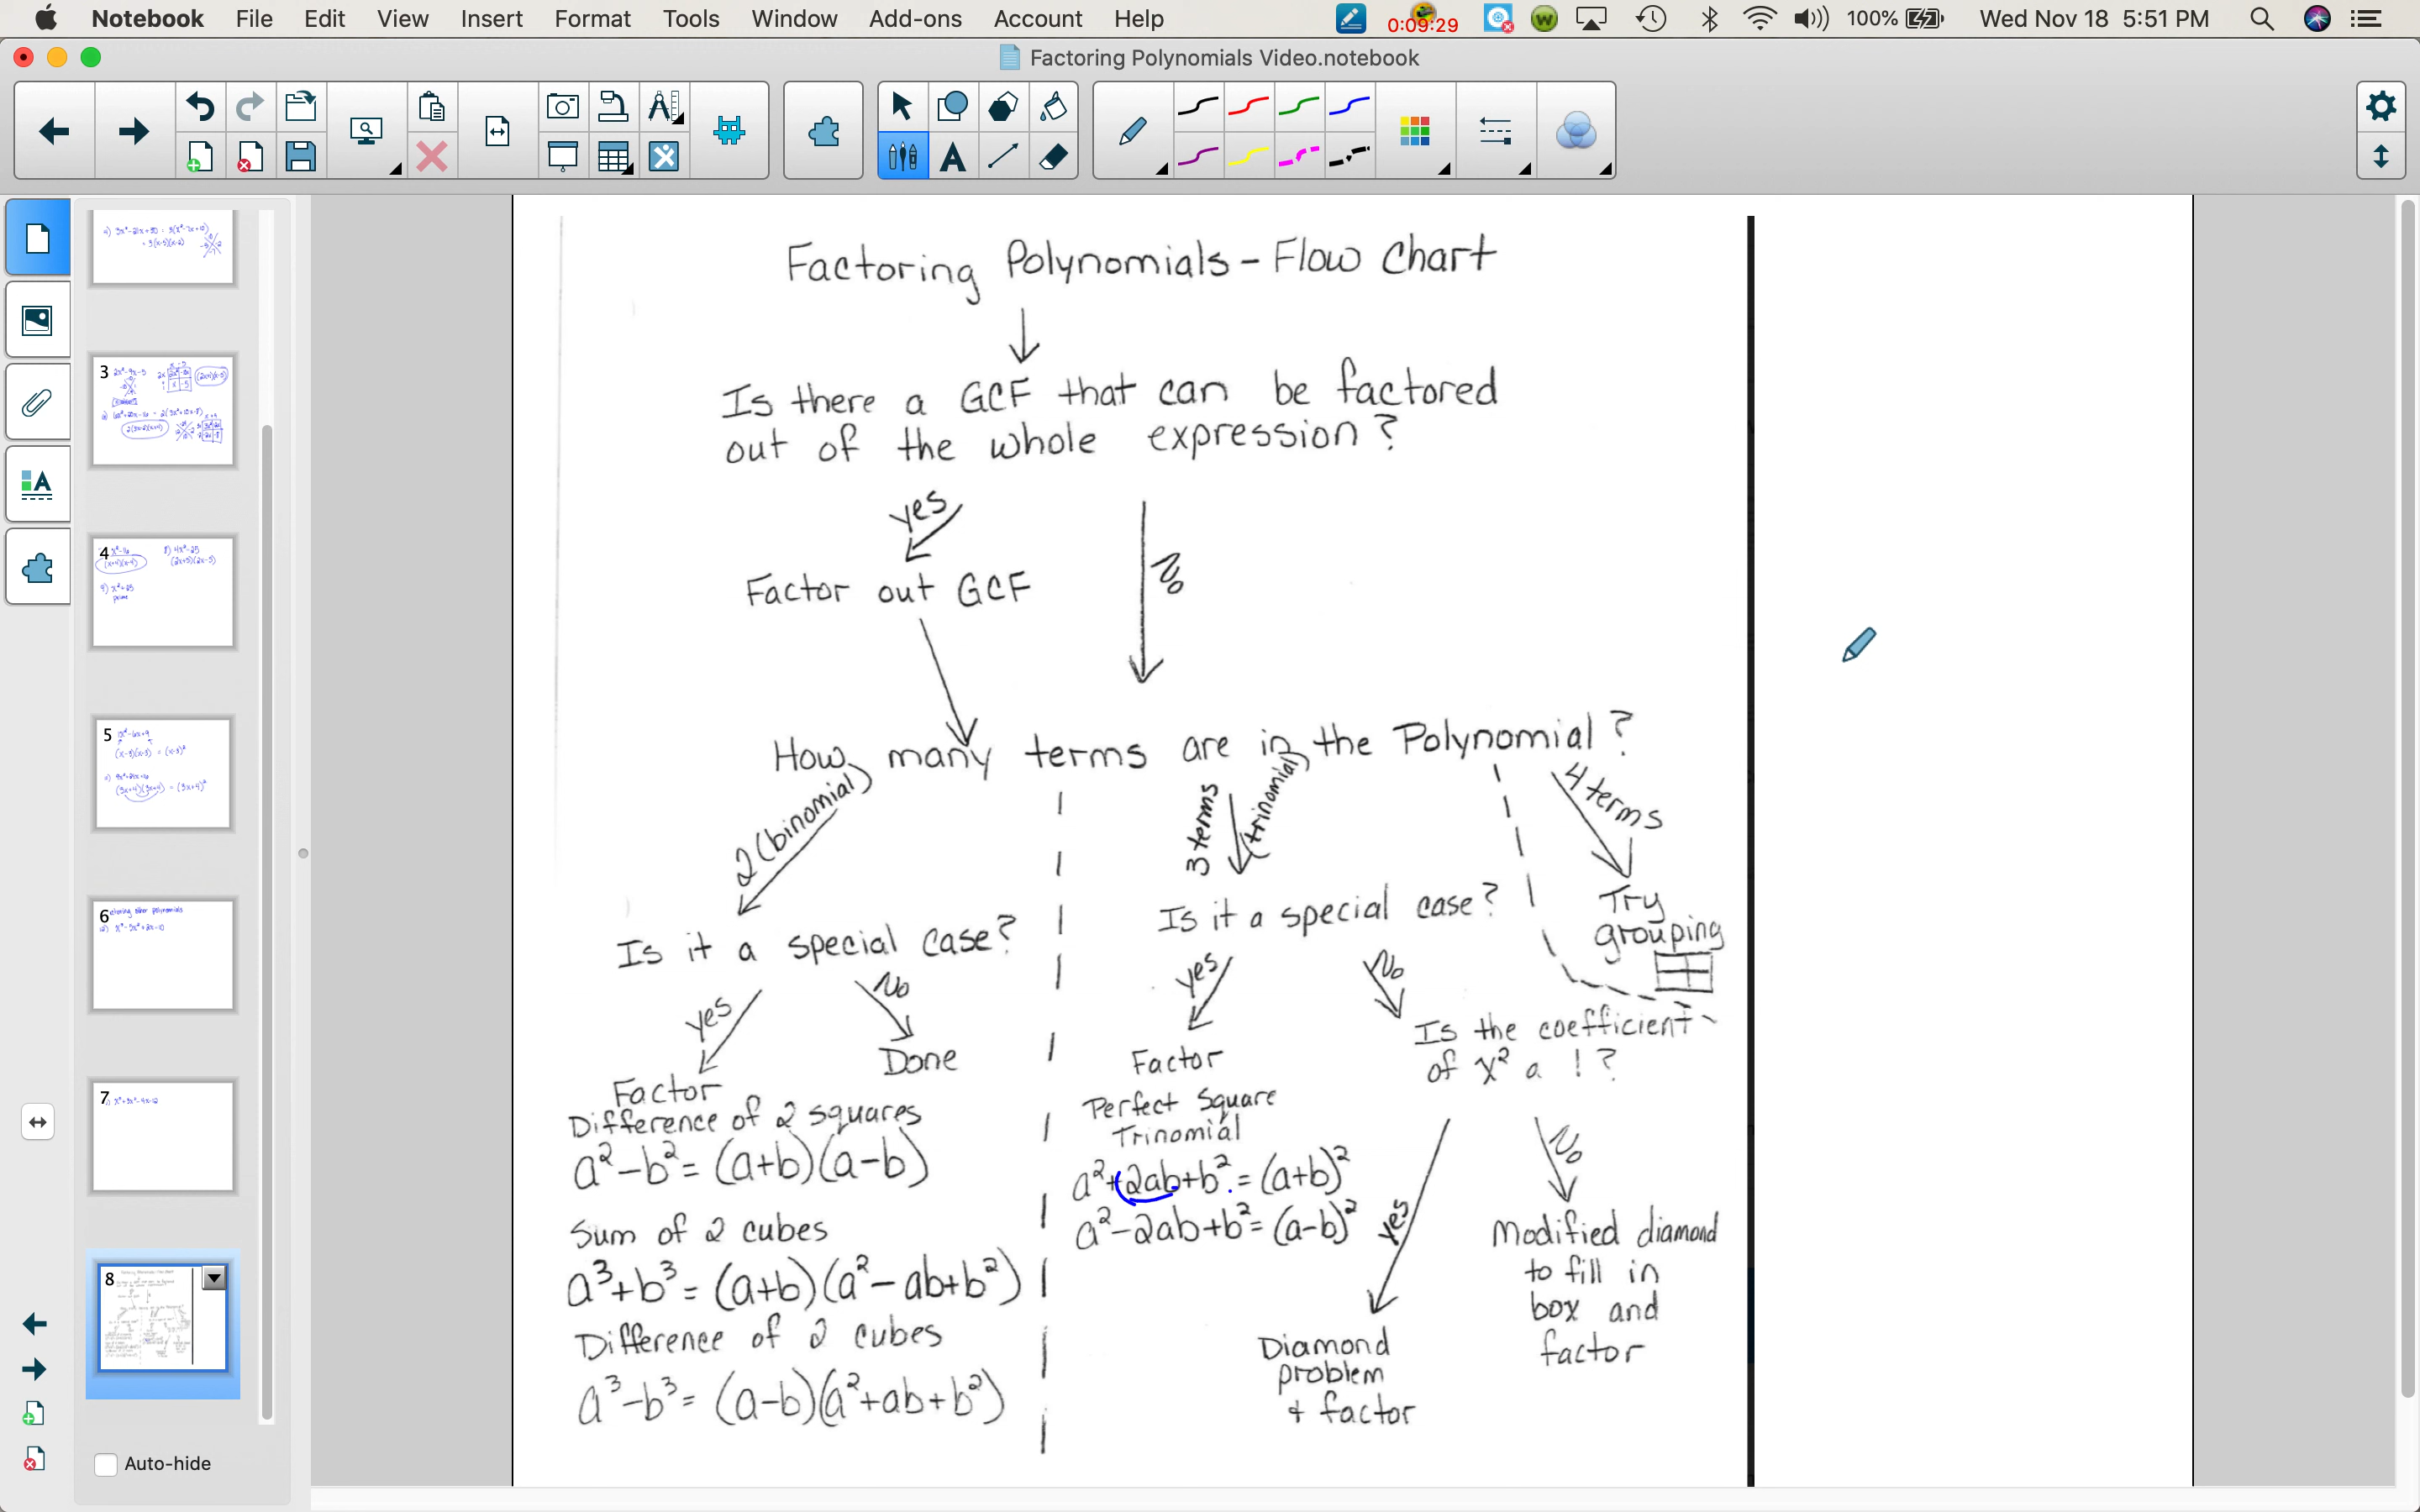 Notebook File Edit View Insert Format Tools Window Add-ons Account Help 0:09:29 100% Wed Nov 18 5:51 PM
Factoring Polynomials Video.notebook
3
4
5
6
7
8
Auto-hide
Factoring Polynomials - Flow Chart
Is there a GCF that can be factored
out of the whole expression?
yes
No
Factor out GCF
How many terms are in the Polynomial?
2 (binomial)
3 terms
(trinomial)
4 terms
Is it a special case?
Is it a special case?
Try
grouping
yes
No
yes
No
Factor
Done
Factor
Is the coefficient
of x² a 1?
Difference of 2 squares
a²-b²= (a+b)(a-b)
Perfect Square
Trinomial
a²+2ab+b²= (a+b)²
a²-2ab+b²= (a-b)²
yes
No
Sum of 2 cubes
a³+b³= (a+b)(a²-ab+b²)
Difference of 2 cubes
a³-b³= (a-b)(a²+ab+b²)
Diamond
problem
+ factor
Modified diamond
to fill in
box and
factor